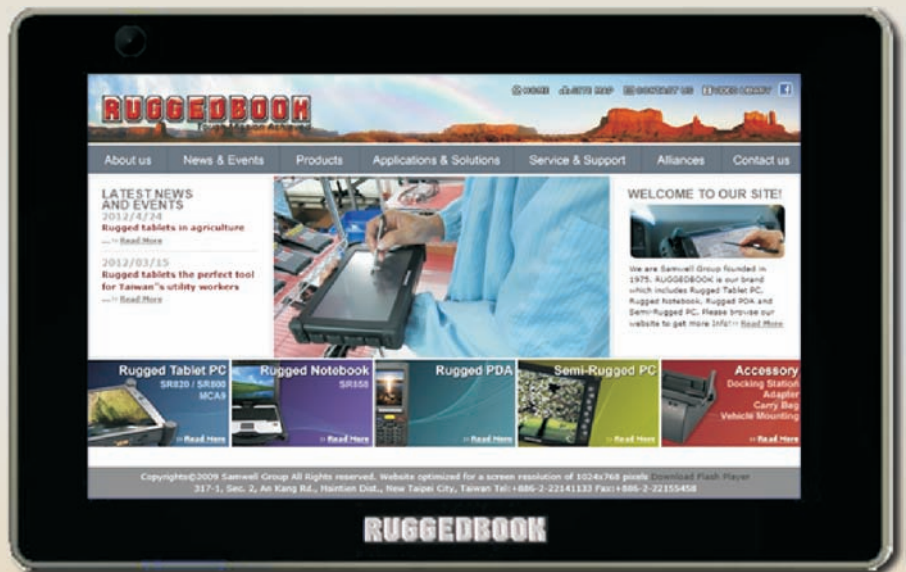 HOME SITE MAP CONTACT US VIDEO LIBRARY f
RUGGEDBOOK
About us News & Events Products Applications & Solutions Service & Support Alliances Contact us
LATEST NEWS
AND EVENTS
2012/4/24
Rugged tablets in agriculture
.... Read More
2012/03/15
Rugged tablets the perfect tool
for Taiwan"s utility workers
.... Read More
WELCOME TO OUR SITE!
We are Samwell Group founded in
1975. RUGGEDBOOK is our brand
which includes Rugged Tablet PC,
Rugged Notebook, Rugged PDA and
Semi-Rugged PC. Please browse our
website to get more Info! Read More
Rugged Tablet PC
SR820 / SR800
MCA9
Read More
Rugged Notebook
SR858
Read More
Rugged PDA
Read More
Semi-Rugged PC
Read More
Accessory
Docking Station
Adapter
Carry Bag
Vehicle Mounting
Read More
Copyrights©2009 Samwell Group All Rights reserved. Website optimized for a screen resolution of 1024x768 pixels Download Flash Player
317-1, Sec. 2, An Kang Rd., Hsintien Dist., New Taipei City, Taiwan Tel:+886-2-22141133 Fax:+886-2-22155458
RUGGEDBOOK